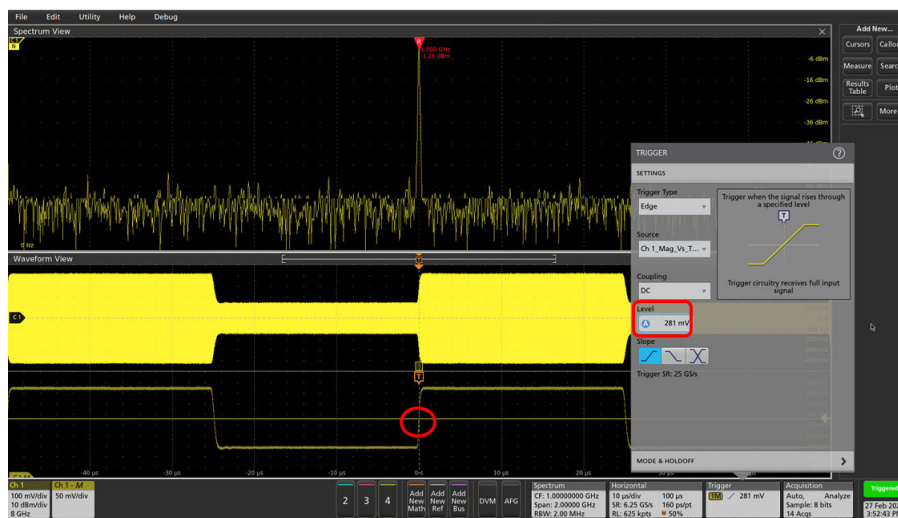 File Edit Utility Help Debug
Spectrum View
Add New...
C 1
N
R
1.000 GHz
-1.26 dBm
-6 dBm
-26 dBm
-36 dBm
0 Hz
Cursors Callou
Measure Searc
Results Table Plot
More
TRIGGER
?
SETTINGS
Trigger Type
Edge
Trigger when the signal rises through a specified level
T
Source
Ch 1_Mag_Vs_T...
Coupling
DC
Trigger circuitry receives full input signal
Level
A 281 mV
Slope
Trigger SR: 25 GS/s
MODE & HOLDOFF
Waveform View
C 1
T
-40 µs -30 µs -20 µs -10 µs 0 s 10 µs 20 µs
Ch 1
100 mV/div
10 dBm/div
8 GHz
Ch 1 - M
50 mV/div
2 3 4
Add New Math
Add New Ref
Add New Bus
DVM AFG
Spectrum
CF: 1.00000000 GHz
Span: 2.00000 GHz
RBW: 2.00 MHz
Horizontal
10 µs/div 100 µs
SR: 6.25 GS/s 160 ps/pt
RL: 625 kpts 50%
Trigger
1M 281 mV
Acquisition
Auto, Analyze
Sample: 8 bits
14 Acqs
Triggered
27 Feb 202
3:52:43 PM